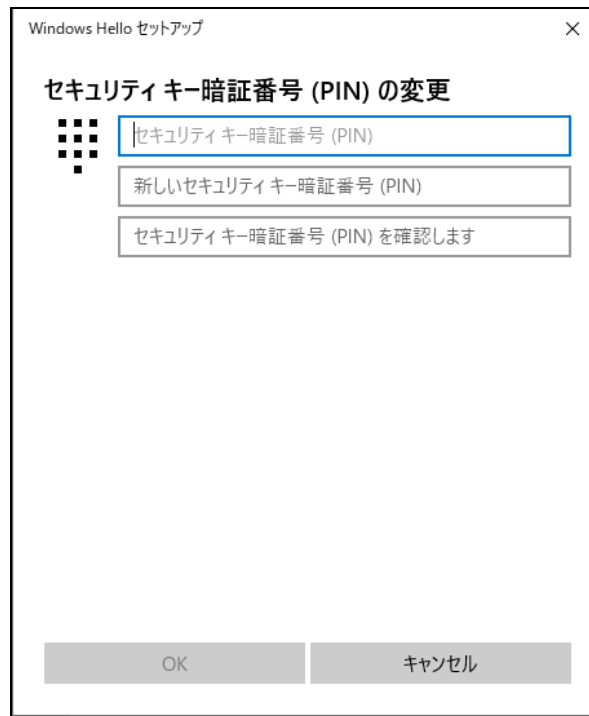 Windows Hello セットアップ
セキュリティ キー暗証番号 (PIN) の変更
セキュリティ キー暗証番号 (PIN)
新しいセキュリティ キー暗証番号 (PIN)
セキュリティ キー暗証番号 (PIN) を確認します
OK
キャンセル